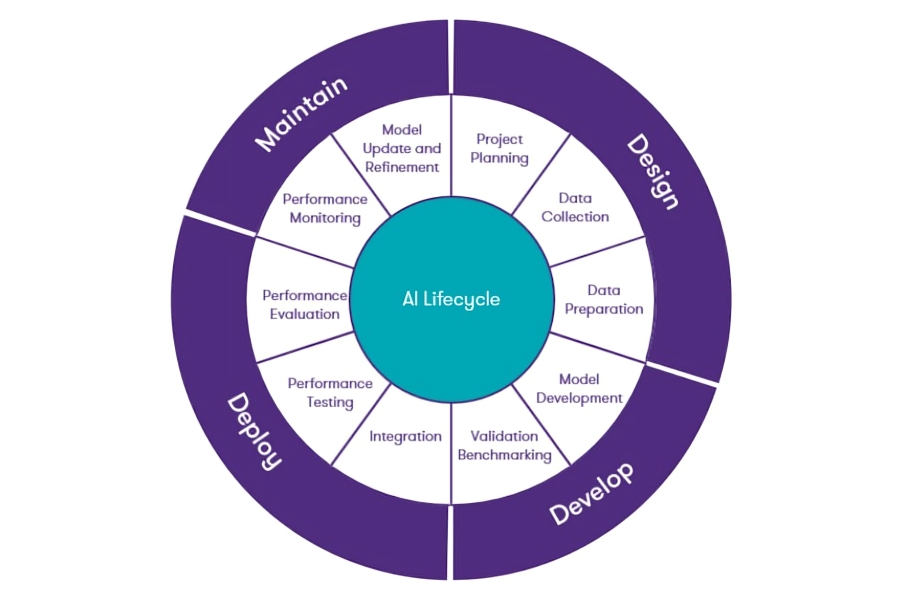 Maintain
Design
Model
Update and
Refinement
Project
Planning
Data
Collection
Performance
Monitoring
Data
Preparation
Performance
Evaluation
AI Lifecycle
Model
Development
Performance
Testing
Validation
Benchmarking
Integration
Deploy
Develop